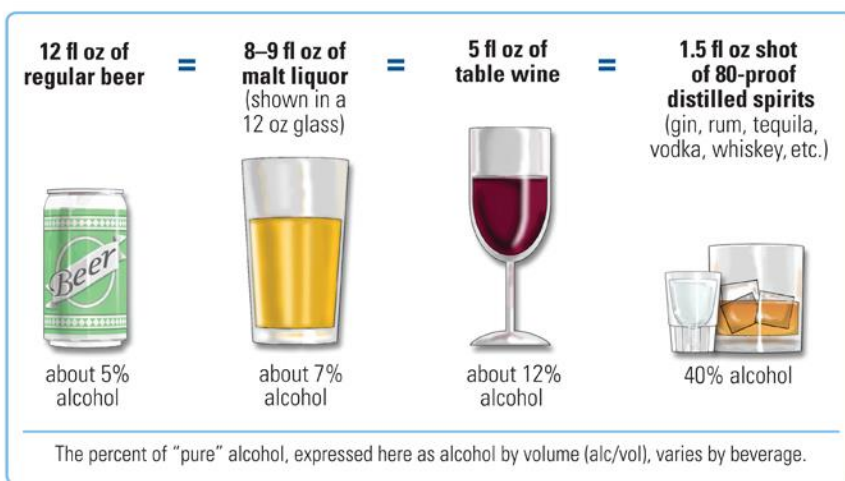 12 fl oz of
regular beer
=
8–9 fl oz of
malt liquor
(shown in a
12 oz glass)
=
5 fl oz of
table wine
=
1.5 fl oz shot
of 80-proof
distilled spirits
(gin, rum, tequila,
vodka, whiskey, etc.)
Beer
about 5%
alcohol
about 7%
alcohol
about 12%
alcohol
40% alcohol
The percent of “pure” alcohol, expressed here as alcohol by volume (alc/vol), varies by beverage.